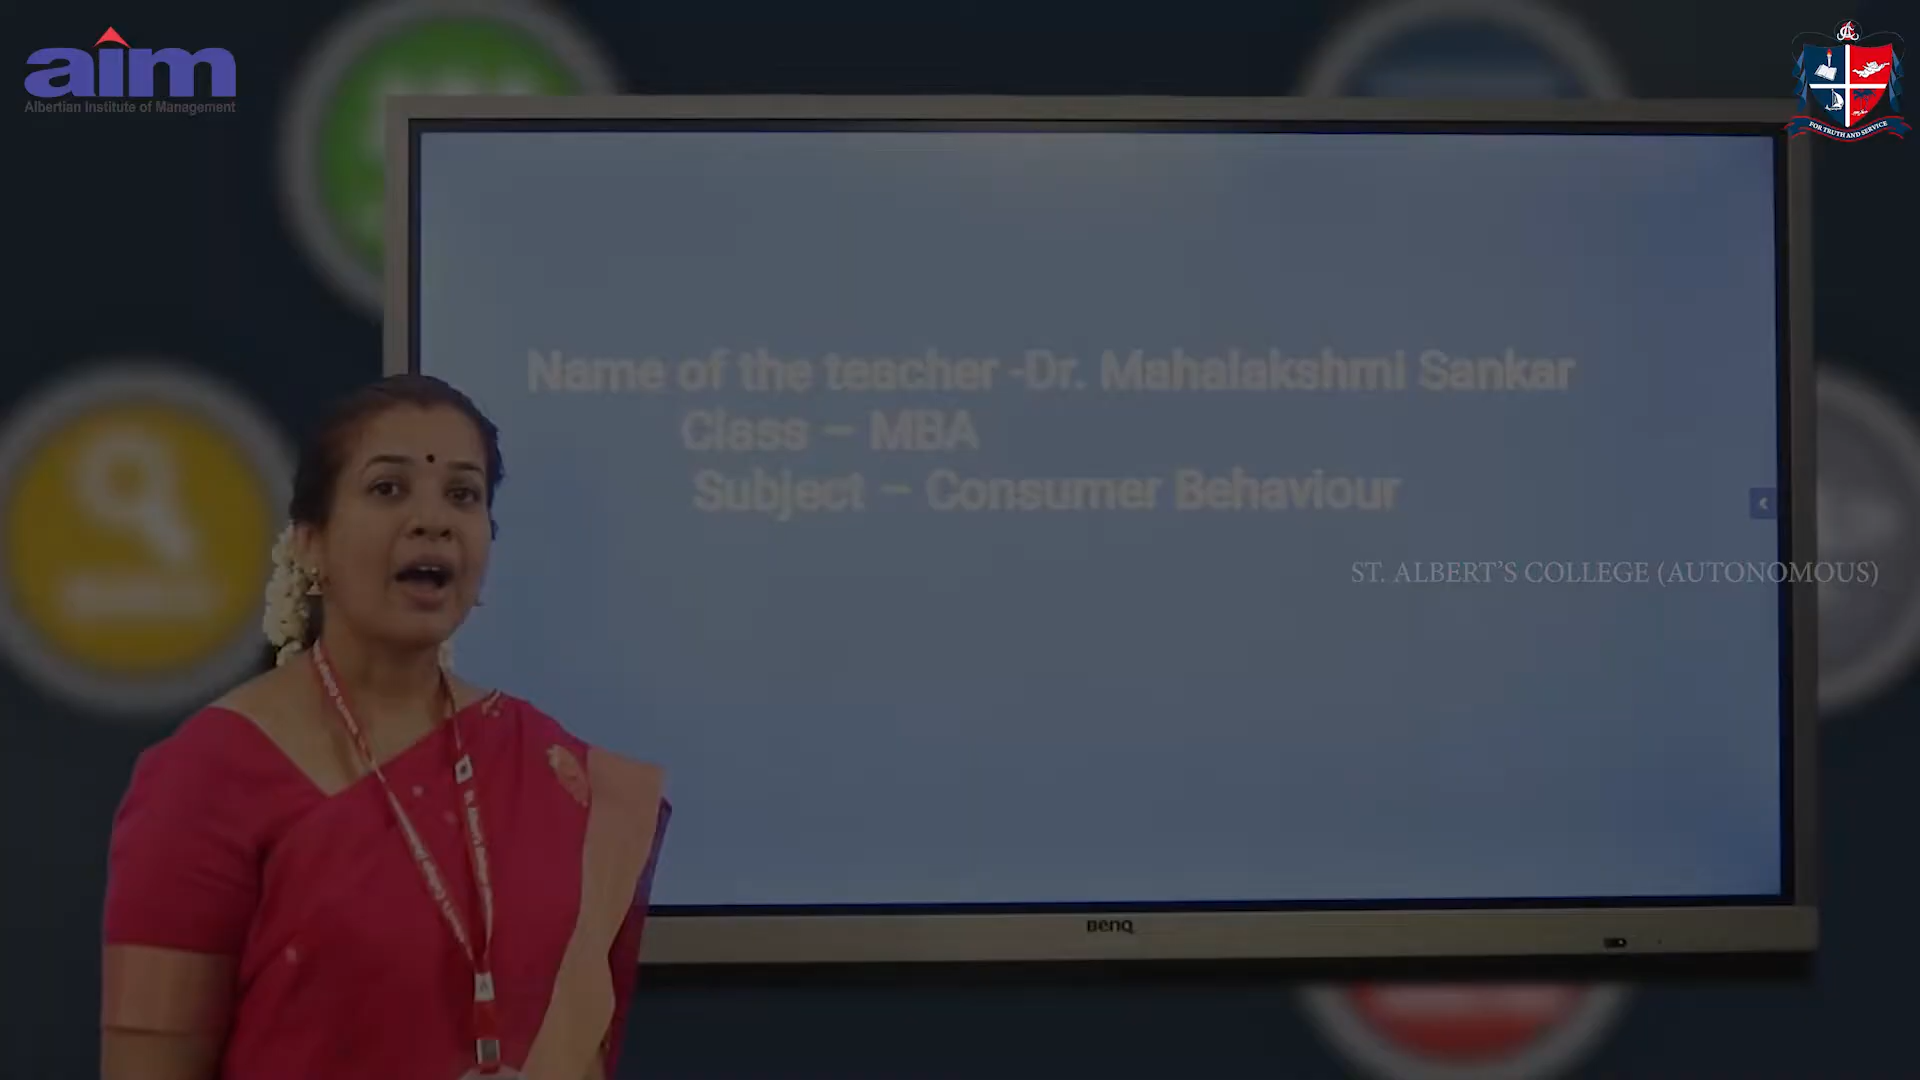 aim
Albertian Institute of Management
FOR TRUTH AND SERVICE
Name of the teacher -Dr. Mahalakshmi Sankar
Class – MBA
Subject – Consumer Behaviour
ST. ALBERT'S COLLEGE (AUTONOMOUS)
BenQ